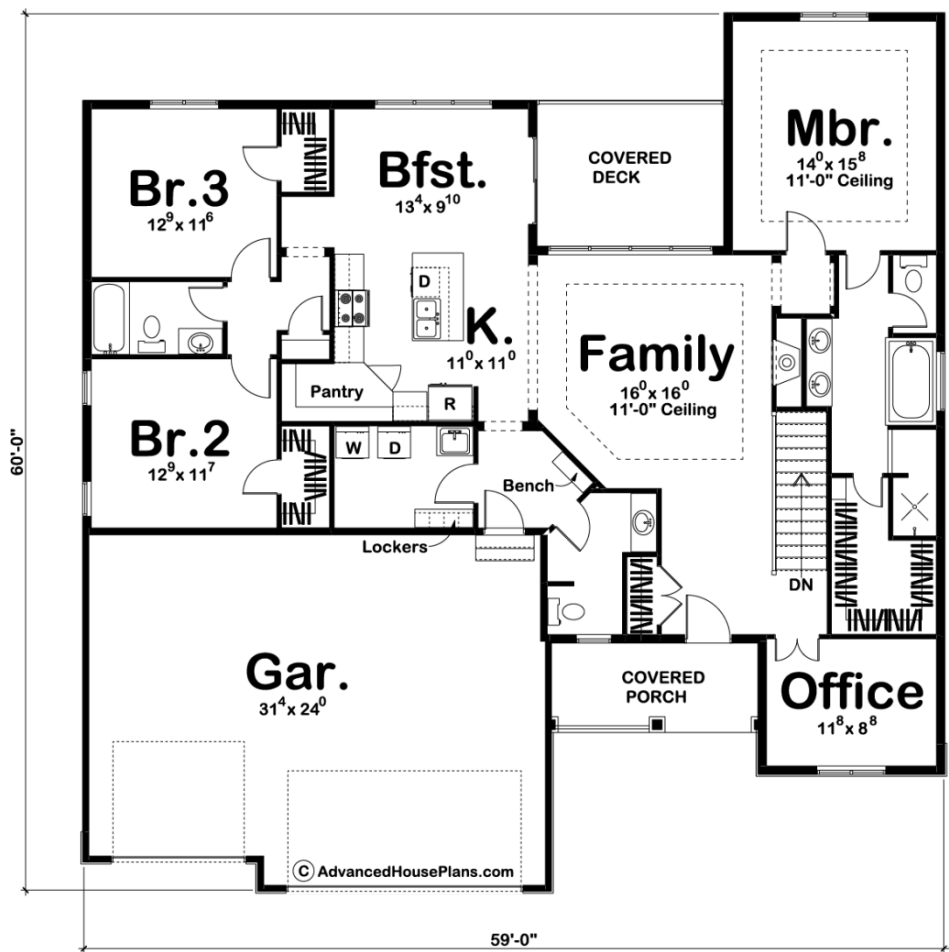 Mbr.
14⁰ x 15⁸
11'-0" Ceiling
Br.3
12⁹ x 11⁶
Bfst.
13⁴ x 9¹⁰
COVERED
DECK
D
K.
11⁰ x 11⁰
Family
16⁰ x 16⁰
11'-0" Ceiling
Pantry
R
Br.2
12⁹ x 11⁷
W
D
Bench
Lockers
DN
60'-0"
Gar.
31⁴ x 24⁰
COVERED
PORCH
Office
11⁸ x 8⁸
© AdvancedHousePlans.com
59'-0"